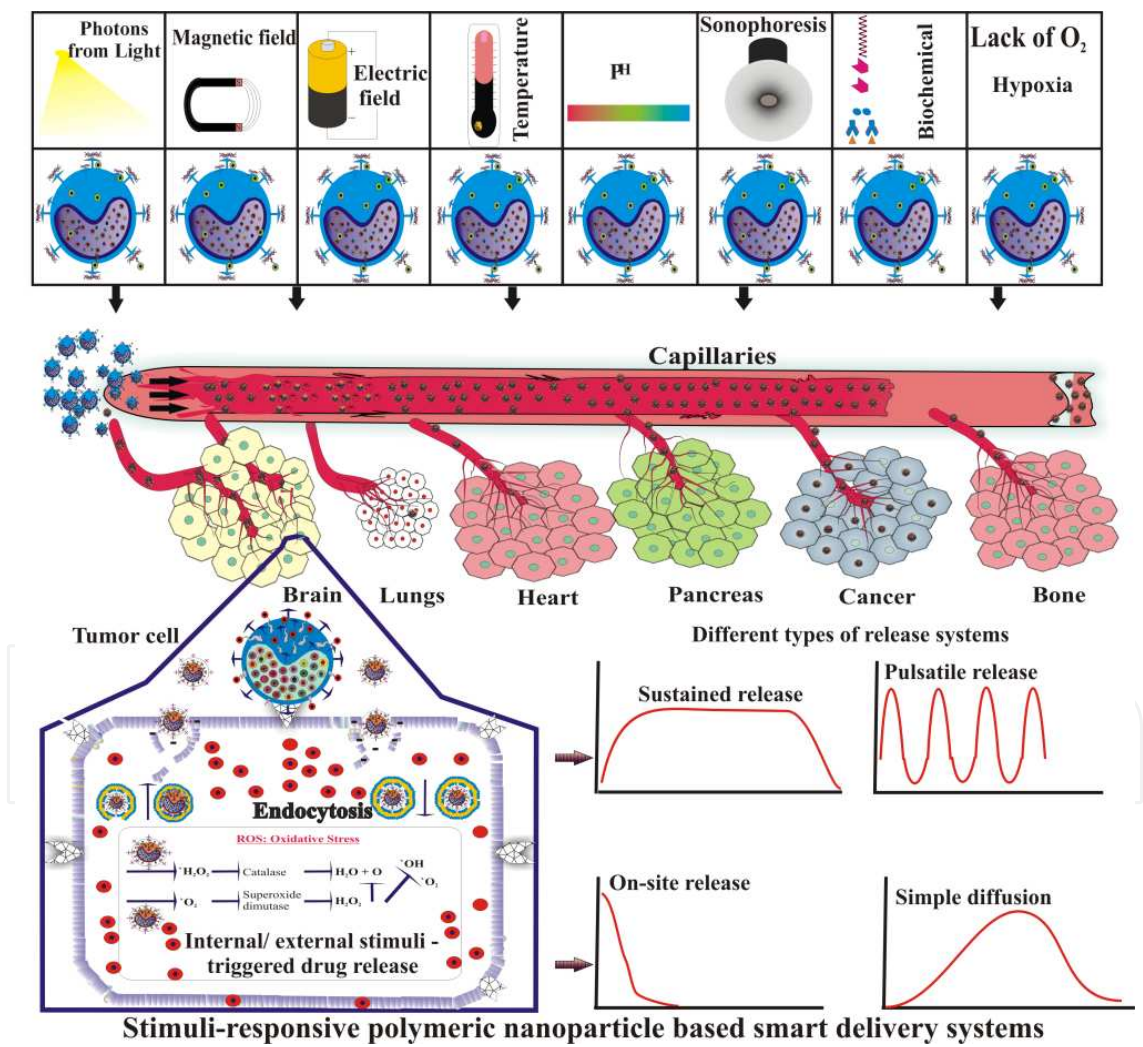 Photons
from Light
Magnetic field
+
-
Electric
field
Temperature
PH
Sonophoresis
Biochemical
Lack of O₂
Hypoxia
Capillaries
Brain
Lungs
Heart
Pancreas
Cancer
Bone
Tumor cell
Different types of release systems
Sustained release
Pulsatile release
Endocytosis
ROS: Oxidative Stress
*H₂O₂
Catalase
H₂O + O
*OH
*O₂
*O₂
Superoxide
dimutase
H₂O₂
Internal/ external stimuli -
triggered drug release
On-site release
Simple diffusion
Stimuli-responsive polymeric nanoparticle based smart delivery systems